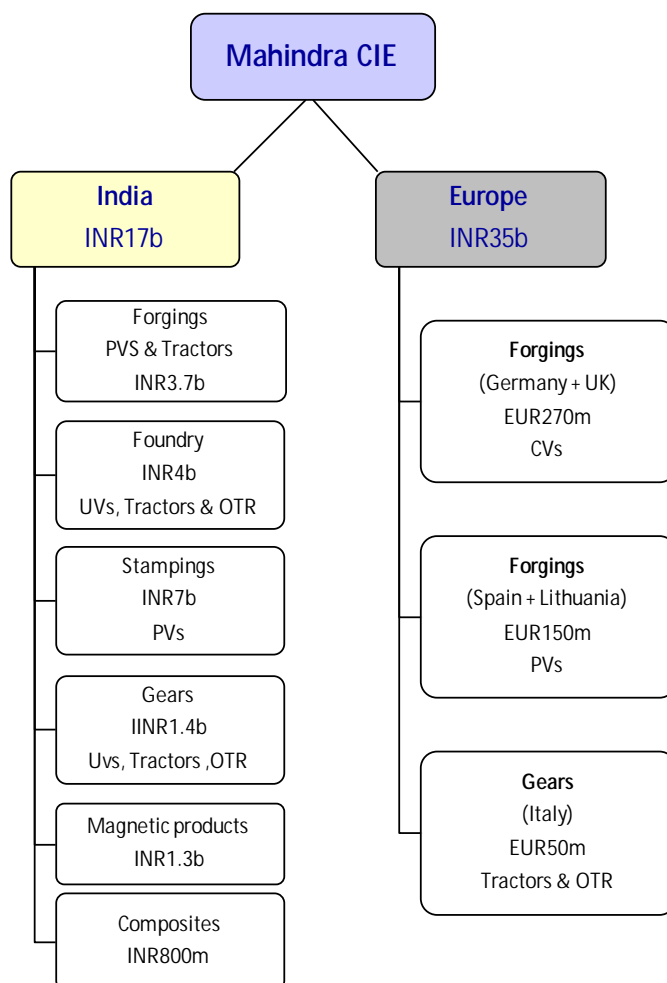 Mahindra CIE
India
INR17b
Forgings
PVS & Tractors
INR3.7b
Foundry
INR4b
UVs, Tractors & OTR
Stampings
INR7b
PVs
Gears
IINR1.4b
Uvs, Tractors ,OTR
Magnetic products
INR1.3b
Composites
INR800m
Europe
INR35b
Forgings
(Germany + UK)
EUR270m
CVs
Forgings
(Spain + Lithuania)
EUR150m
PVs
Gears
(Italy)
EUR50m
Tractors & OTR